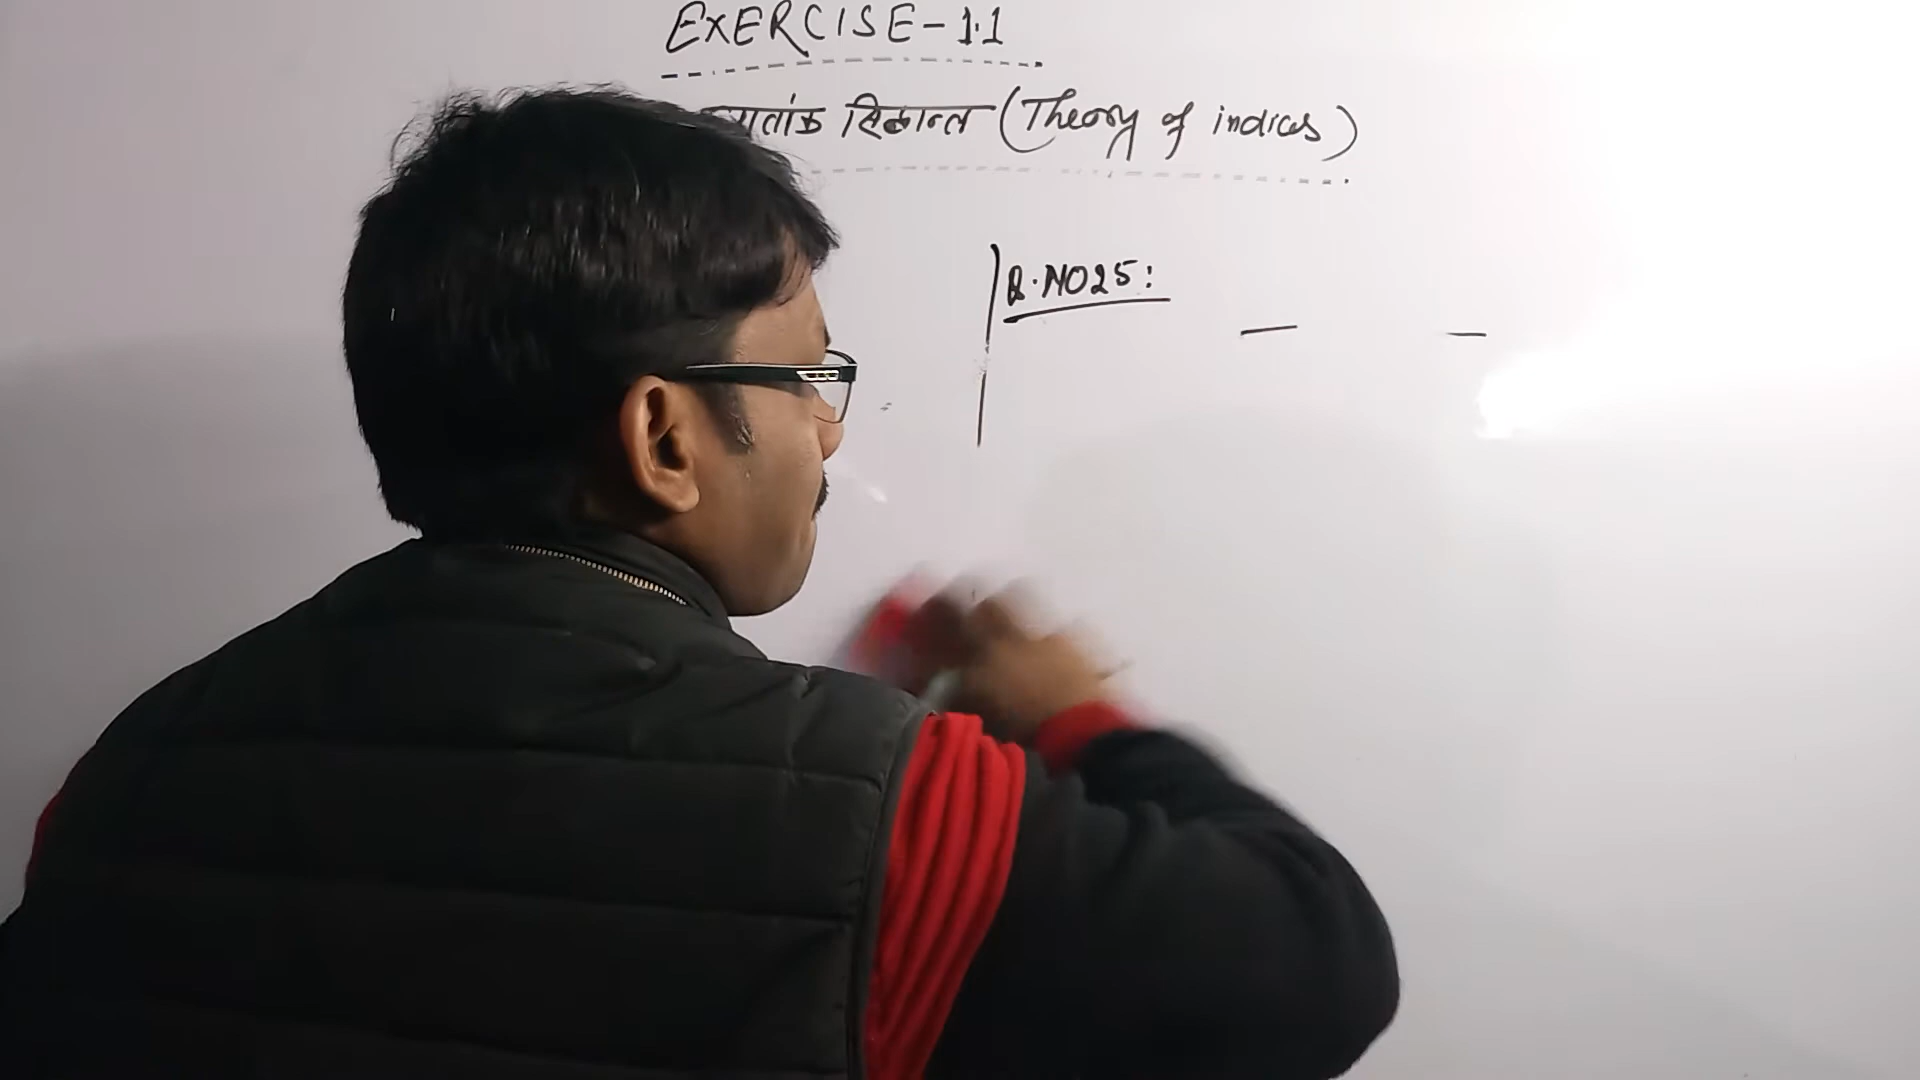 EXERCISE-1.1
सिद्धान्त (Theory of indices)
Q.NO25: